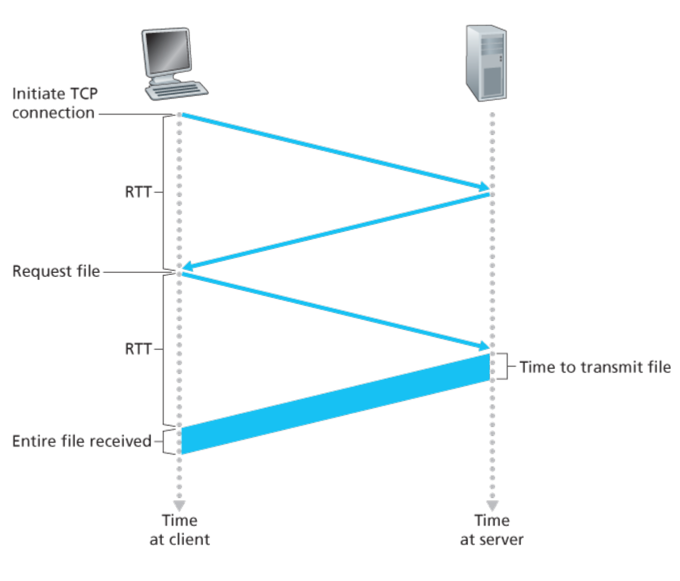 Initiate TCP
connection
RTT
Request file
RTT
Time to transmit file
Entire file received
Time
at client
Time
at server